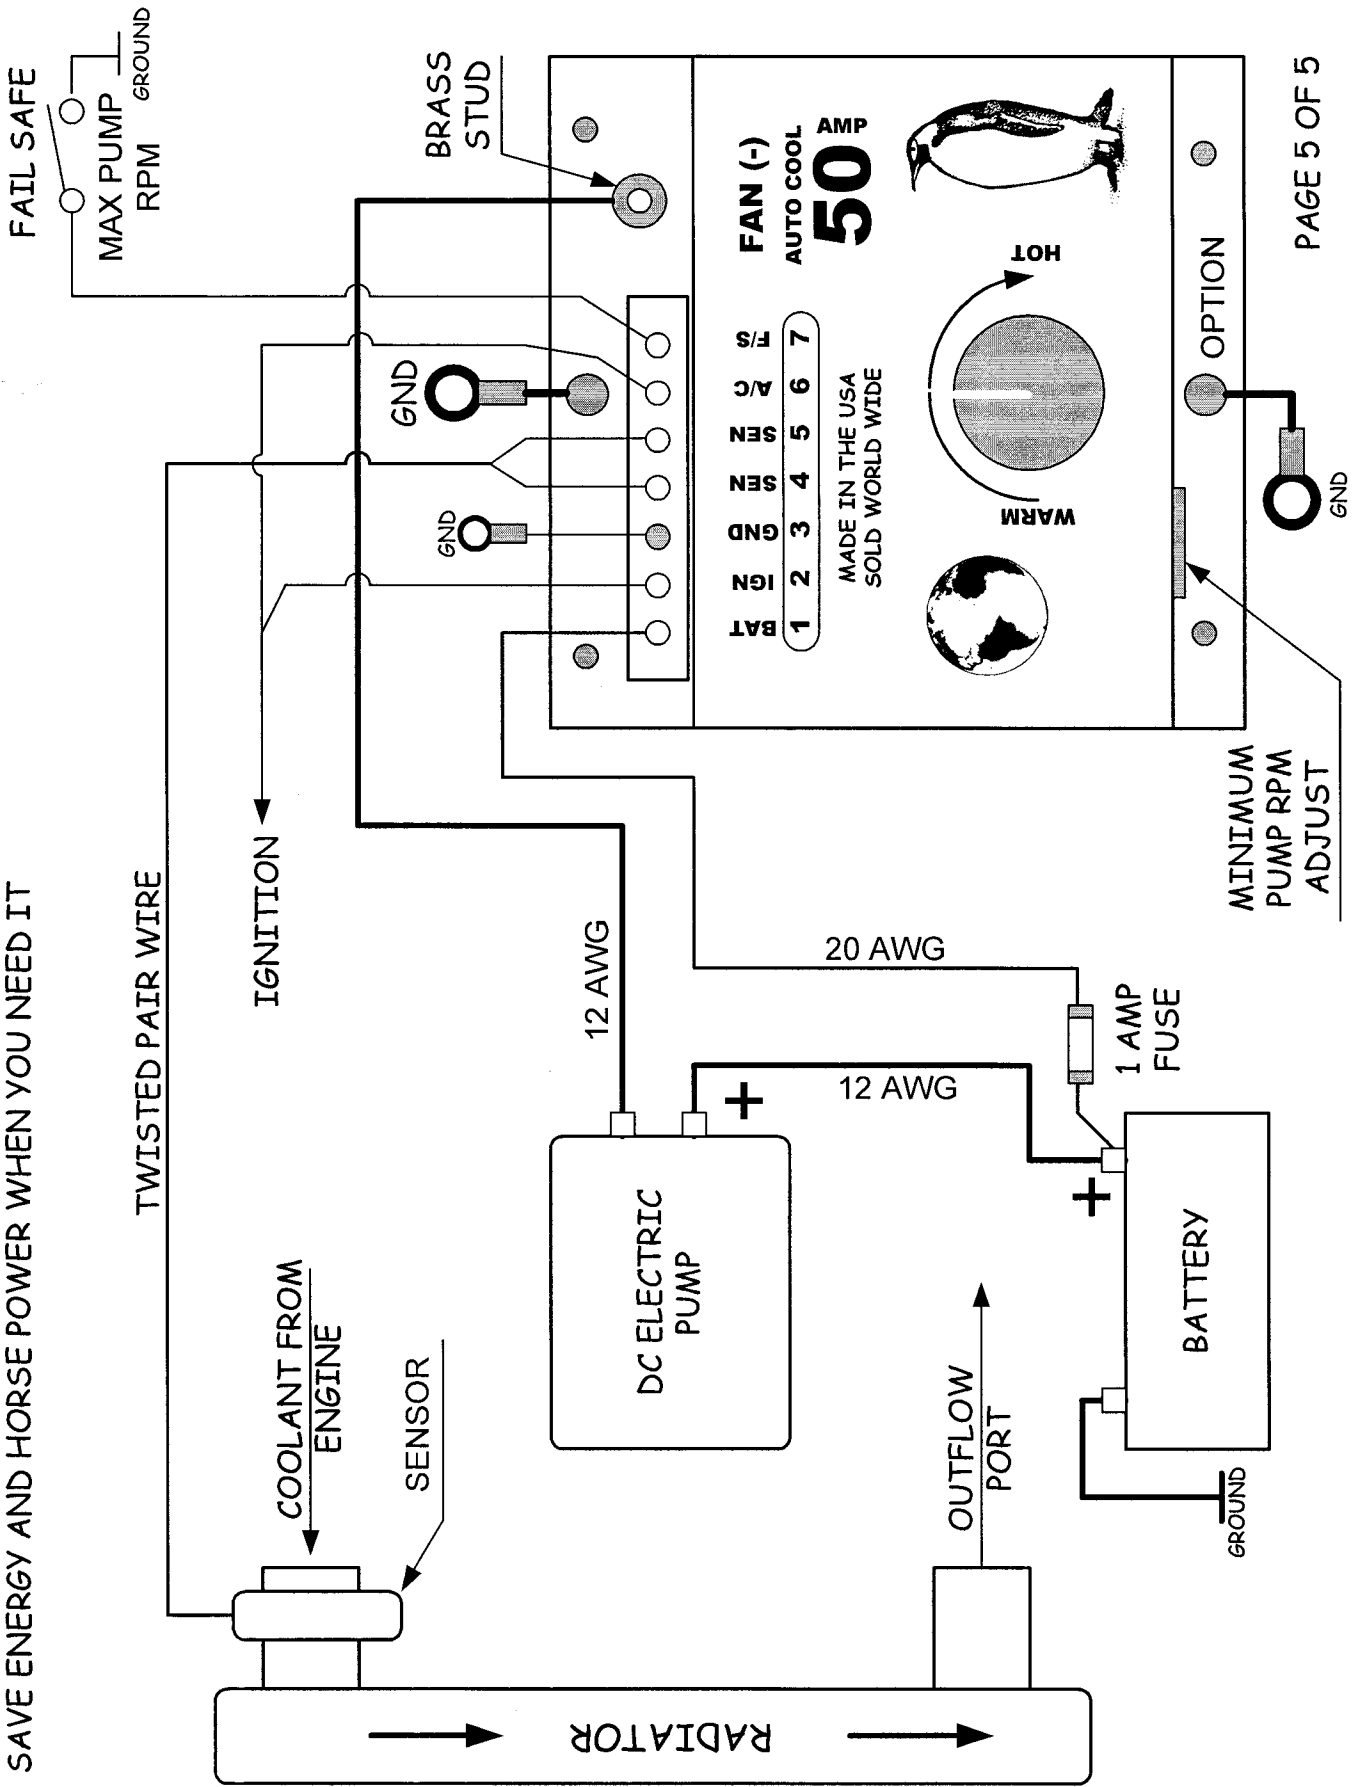 SAVE ENERGY AND HORSE POWER WHEN YOU NEED IT
FAIL SAFE
MAX PUMP
RPM
GROUND
TWISTED PAIR WIRE
IGNITION
COOLANT FROM
ENGINE
SENSOR
RADIATOR
OUTFLOW
PORT
DC ELECTRIC
PUMP
+
12 AWG
12 AWG
20 AWG
1 AMP
FUSE
+
BATTERY
GROUND
BRASS
STUD
GND
GND
BAT IGN GND SEN SEN A/C F/S
1 2 3 4 5 6 7
FAN (-)
AUTO COOL
50 AMP
MADE IN THE USA
SOLD WORLD WIDE
WARM
HOT
OPTION
GND
MINIMUM
PUMP RPM
ADJUST
PAGE 5 OF 5